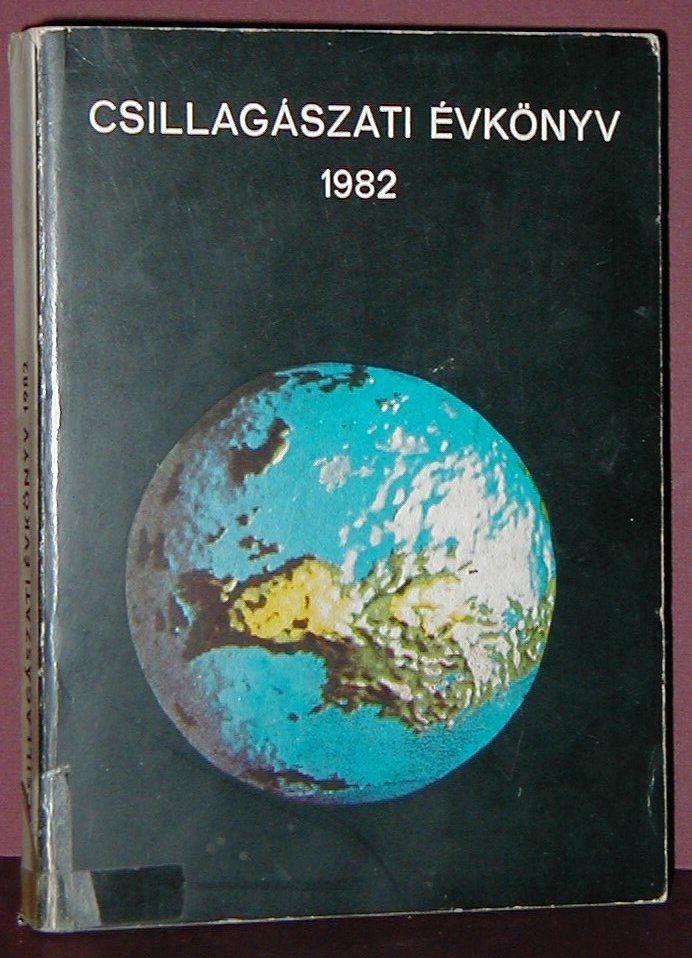 CSILLAGÁSZATI ÉVKÖNYV
1982
CSILLAGÁSZATI ÉVKÖNYV 1982